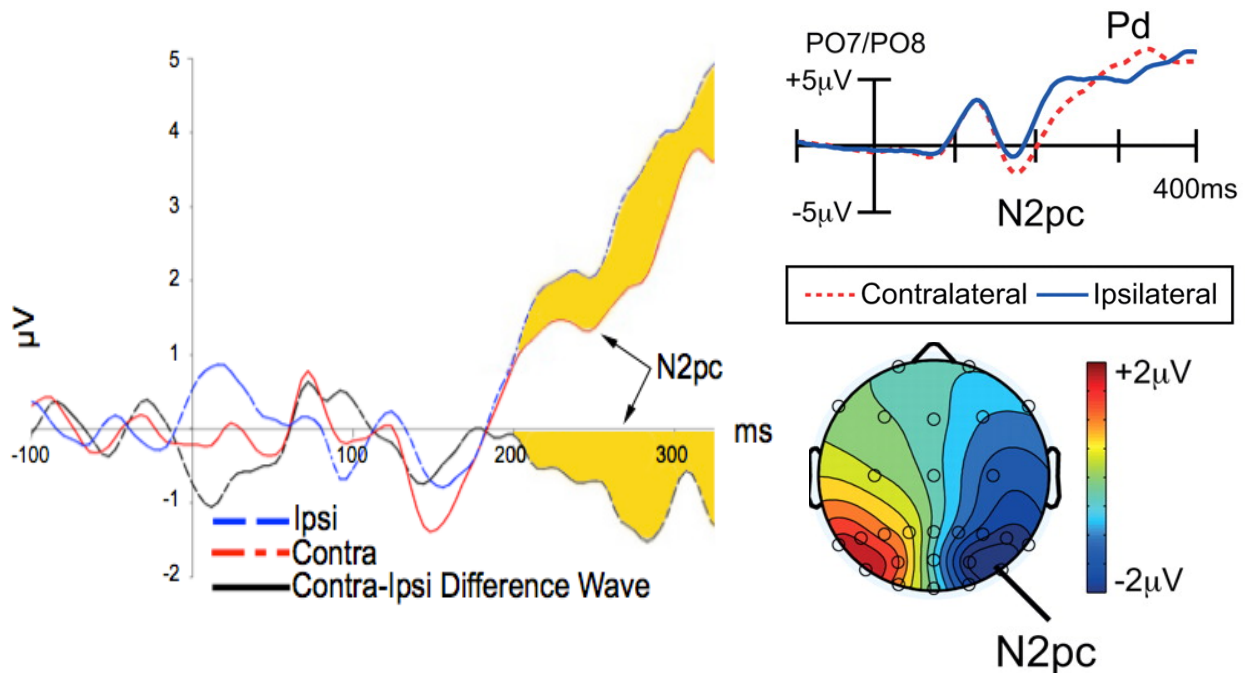 5
4
3
2
1
-1
-2
µV
-100
100
200
300
ms
N2pc
Ipsi
Contra
Contra-Ipsi Difference Wave
Pd
PO7/PO8
+5µV
-5µV
400ms
N2pc
Contralateral
Ipsilateral
+2µV
-2µV
N2pc